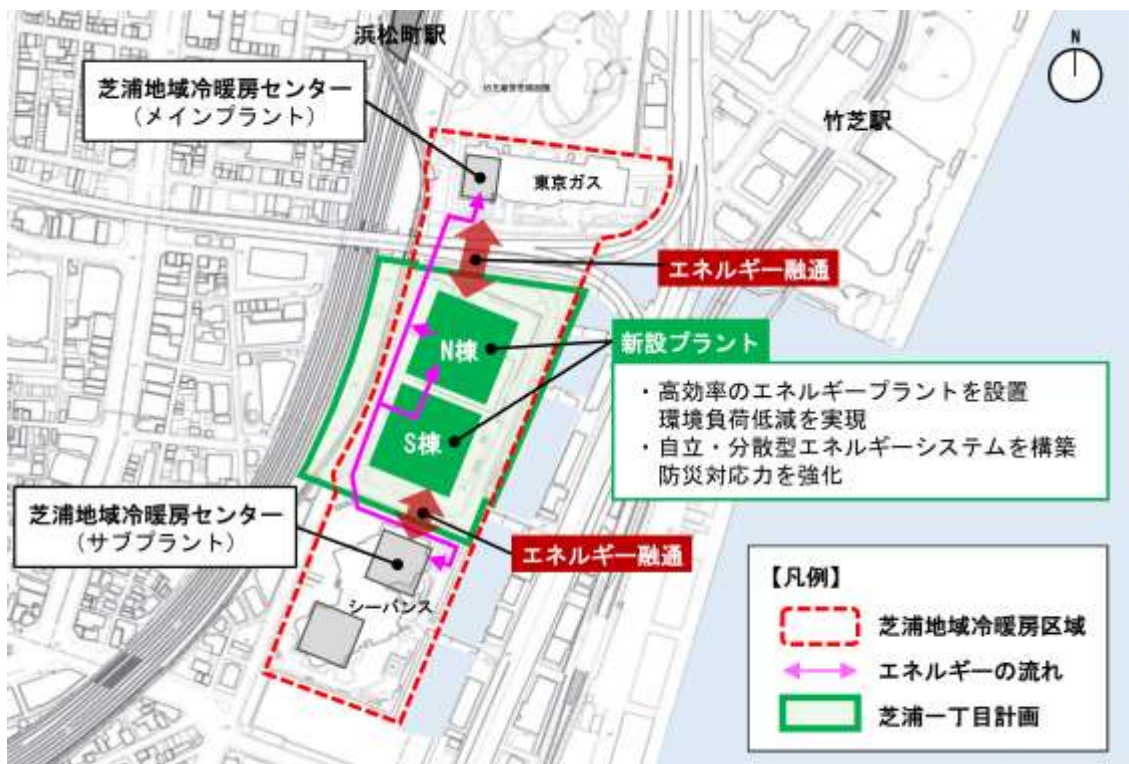 浜松町駅
芝浦地域冷暖房センター
（メインプラント）
N
竹芝駅
東京ガス
エネルギー融通
新設プラント
N棟
・高効率のエネルギープラントを設置
環境負荷低減を実現
・自立・分散型エネルギーシステムを構築
防災対応力を強化
S棟
芝浦地域冷暖房センター
（サブプラント）
エネルギー融通
シーバンス
【凡例】
芝浦地域冷暖房区域
エネルギーの流れ
芝浦一丁目計画